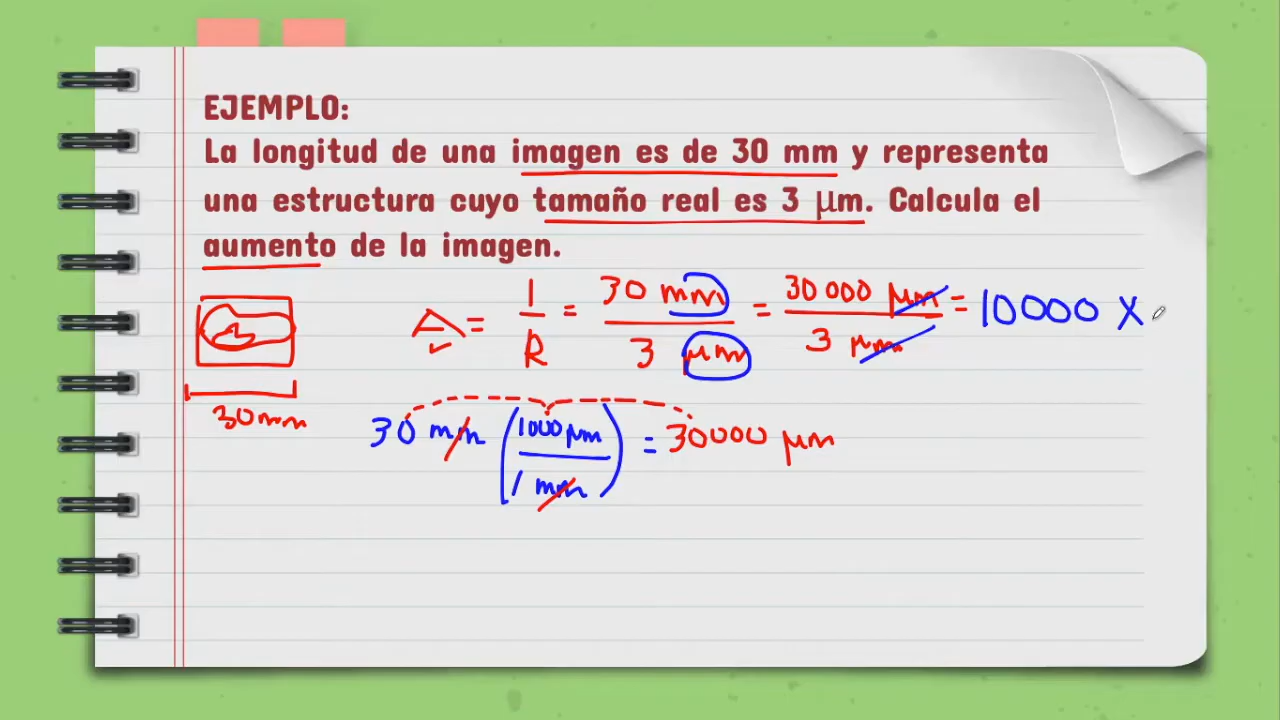 EJEMPLO:
La longitud de una imagen es de 30 mm y representa
una estructura cuyo tamaño real es 3 μm. Calcula el
aumento de la imagen.
A = I/R = 30 mm / 3 μm = 30 000 μm / 3 μm = 10000 X
30mm
30 mm (1000 μm / 1 mm) = 30000 μm